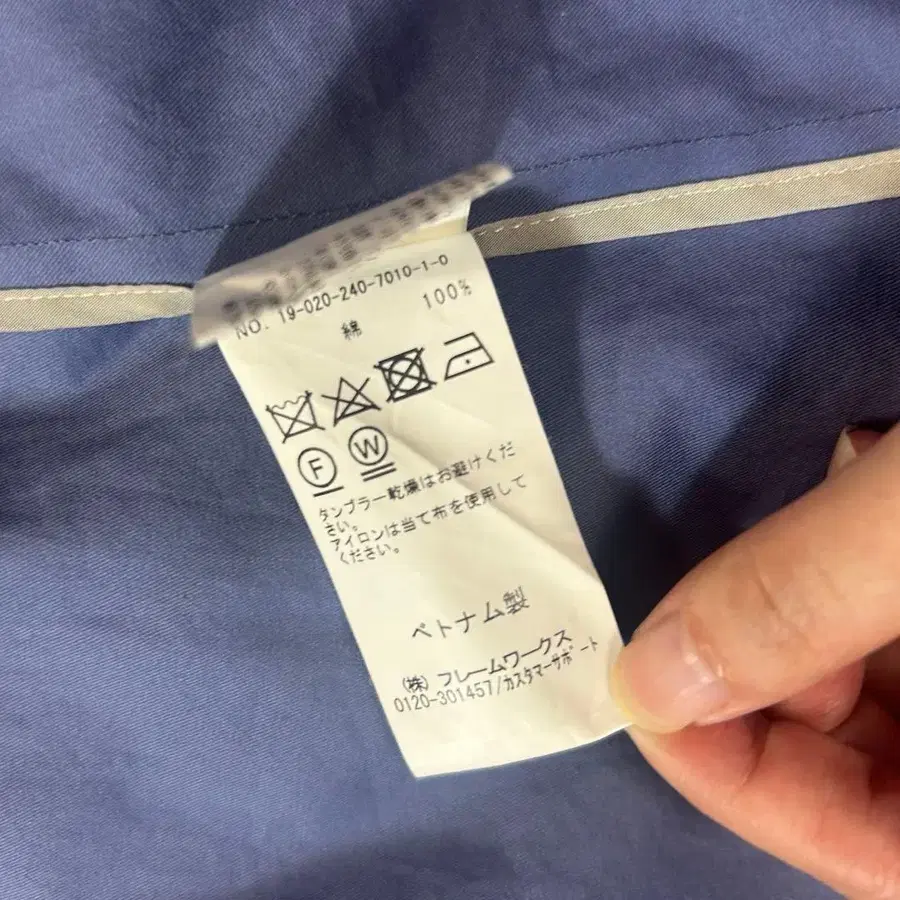 NO. 19-020-240-7010-1-0
綿 100%
F W
タンブラー乾燥はお避けくだ
さい。
アイロンは当て布を使用して
ください。
ベトナム製
(株) フレームワークス
0120-301457/カスタマーサポート